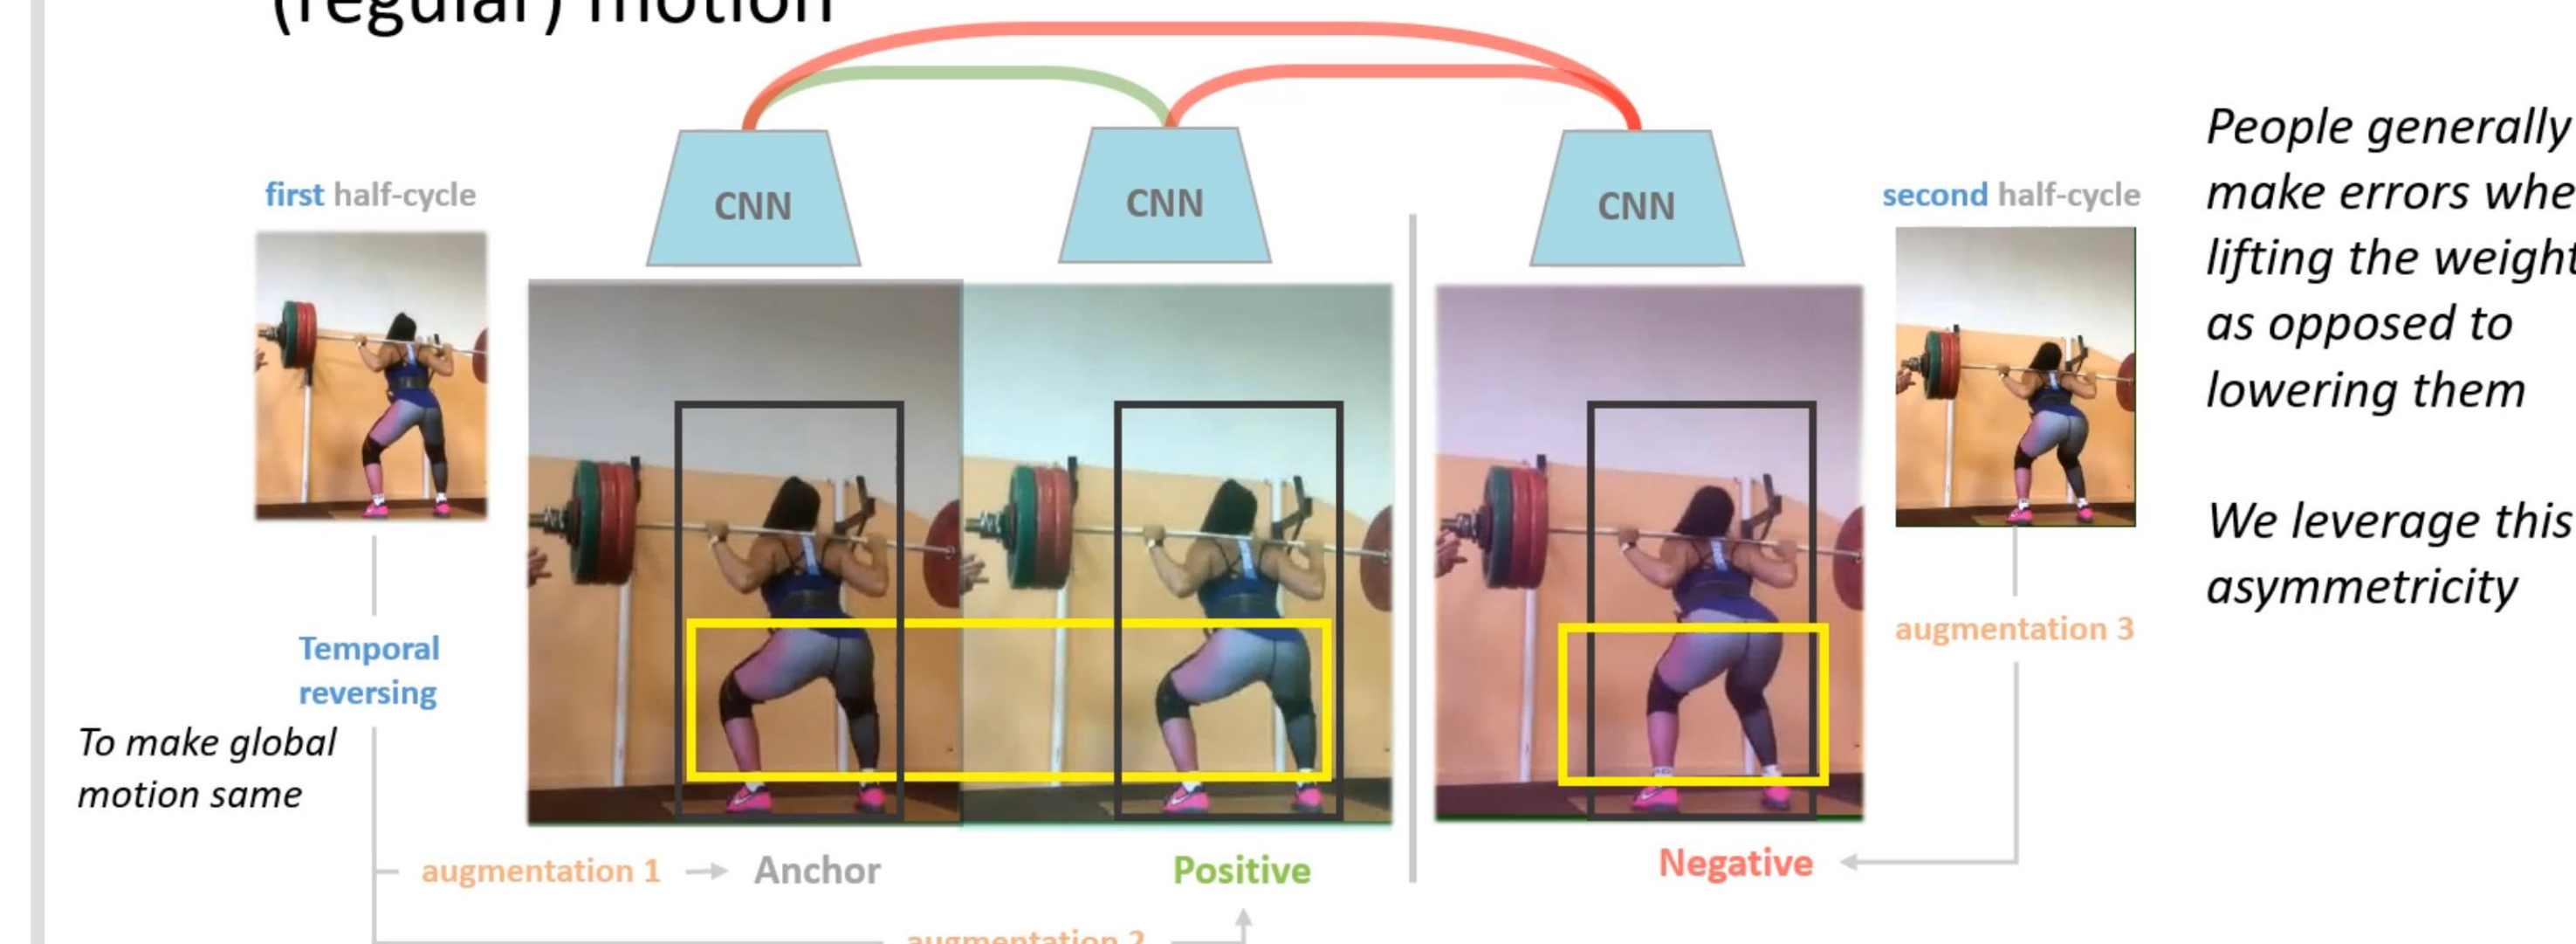 (regular) motion
CNN
CNN
CNN
first half-cycle
second half-cycle
People generally
make errors whe
lifting the weight
as opposed to
lowering them
We leverage this
asymmetricity
Temporal
reversing
To make global
motion same
augmentation 3
augmentation 1
Anchor
Positive
Negative
augmentation 2